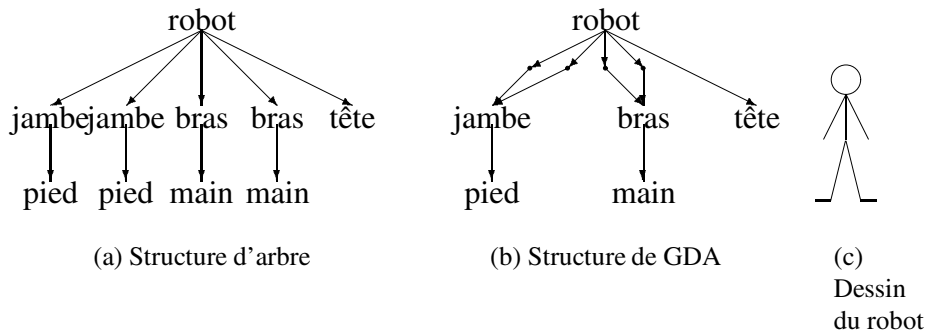 robot
jambe jambe bras bras tête
pied pied main main
(a) Structure d'arbre
robot
jambe bras tête
pied main
(b) Structure de GDA
(c)
Dessin
du robot